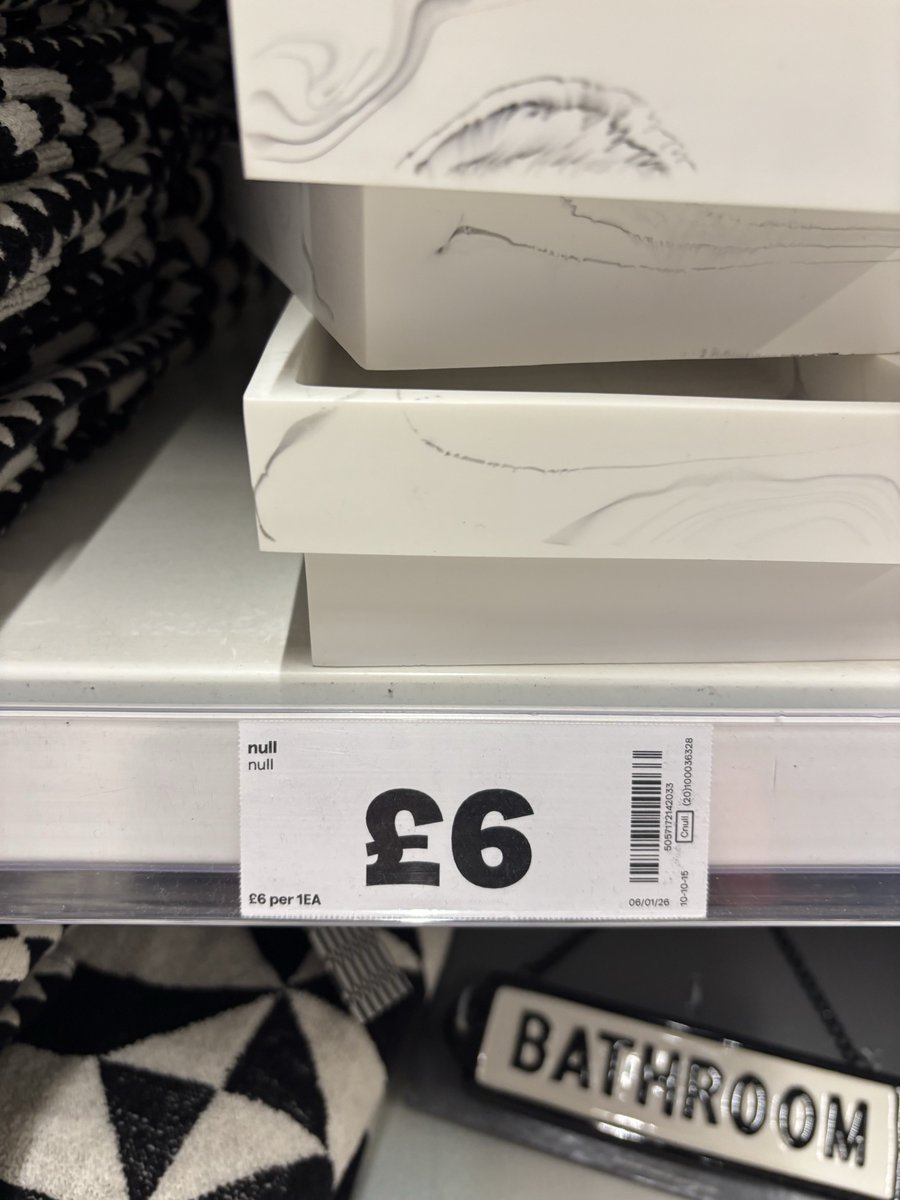 null
null
£6
£6 per 1EA
5057172142033
(20)100036328
Cnull
06/01/26
10-10-15
BATHROOM